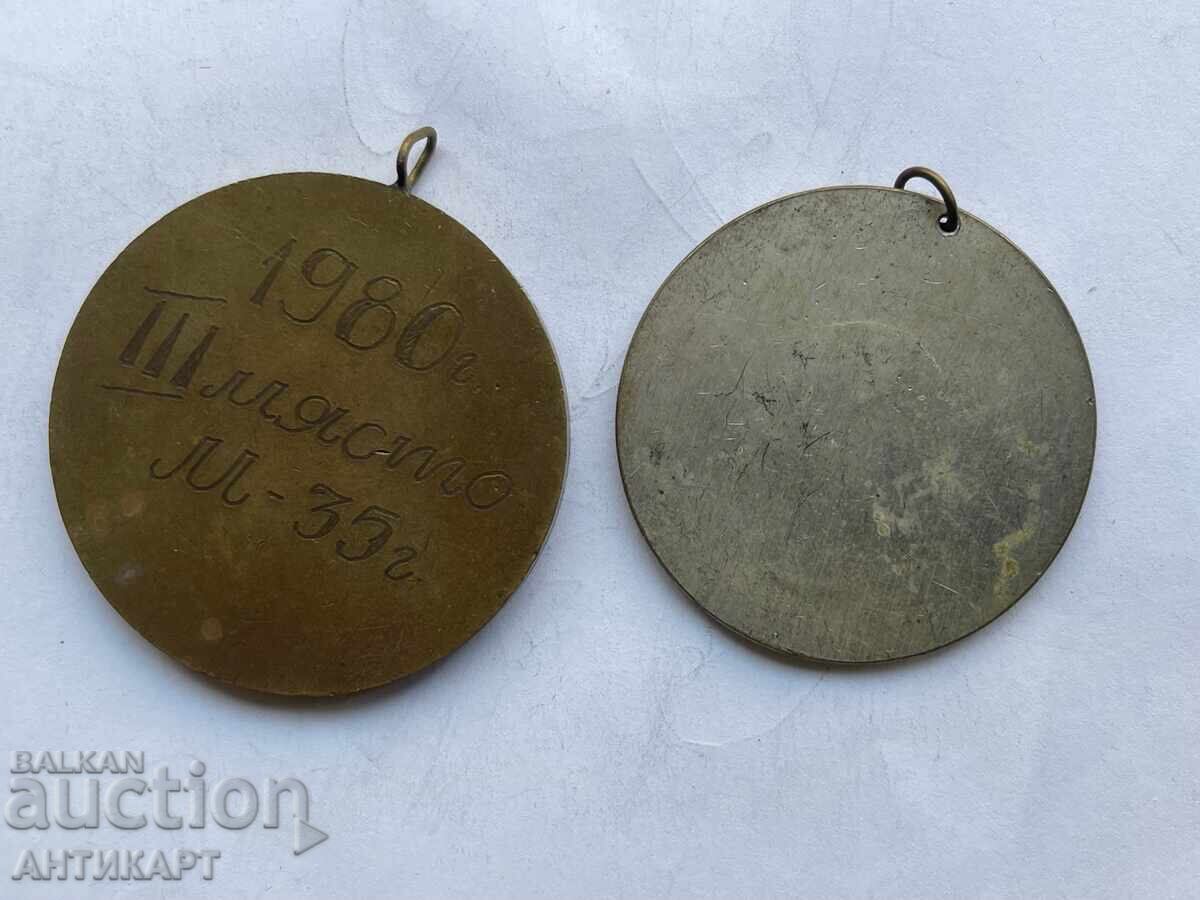 1980г.
III място
М-35г.
BALKAN
auction
АНТИКАРТ